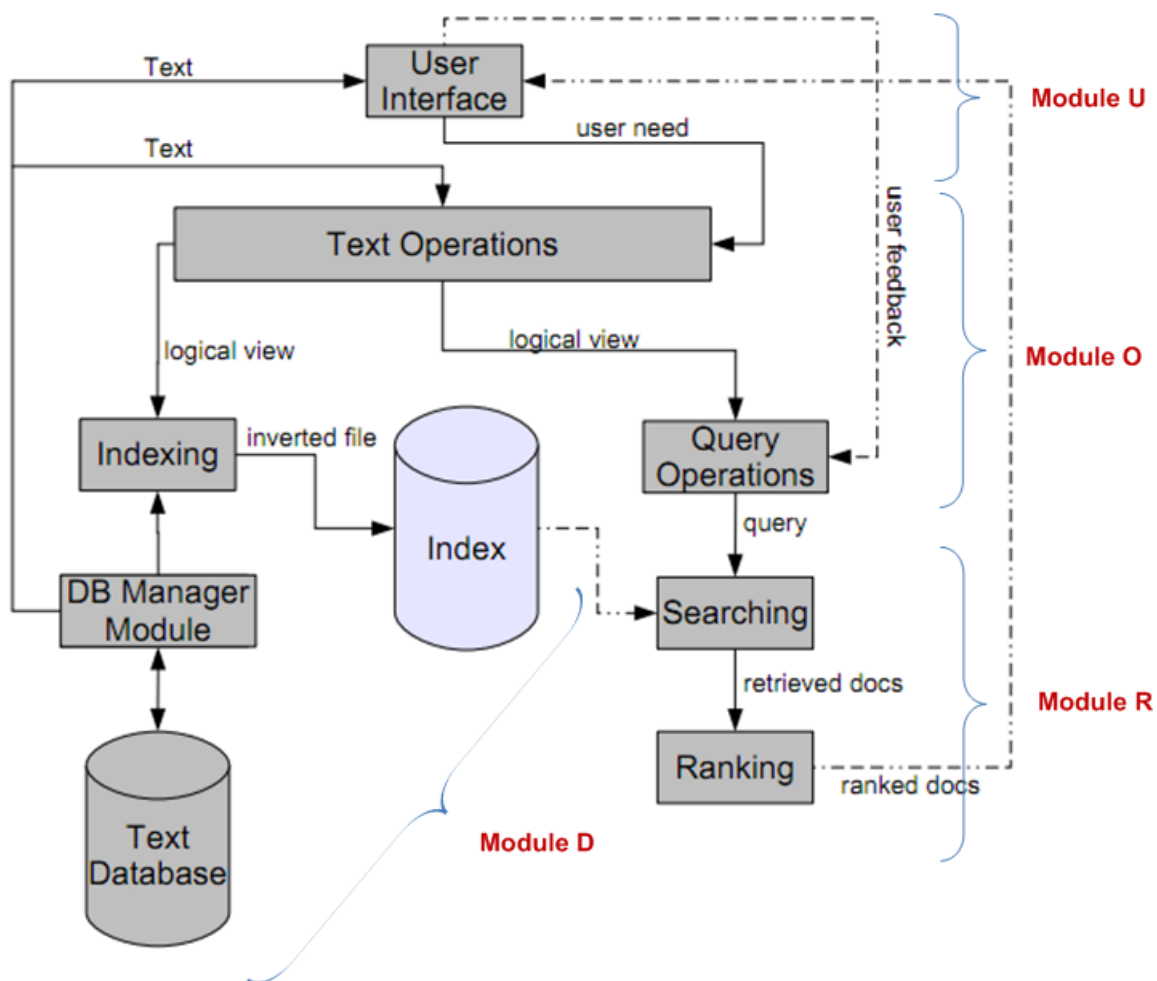 Text
User
Interface
Module U
user need
Text
user feedback
Text Operations
logical view
logical view
Module O
Indexing
inverted file
Query
Operations
query
Index
DB Manager
Module
Searching
retrieved docs
Module R
Ranking
ranked docs
Module D
Text
Database